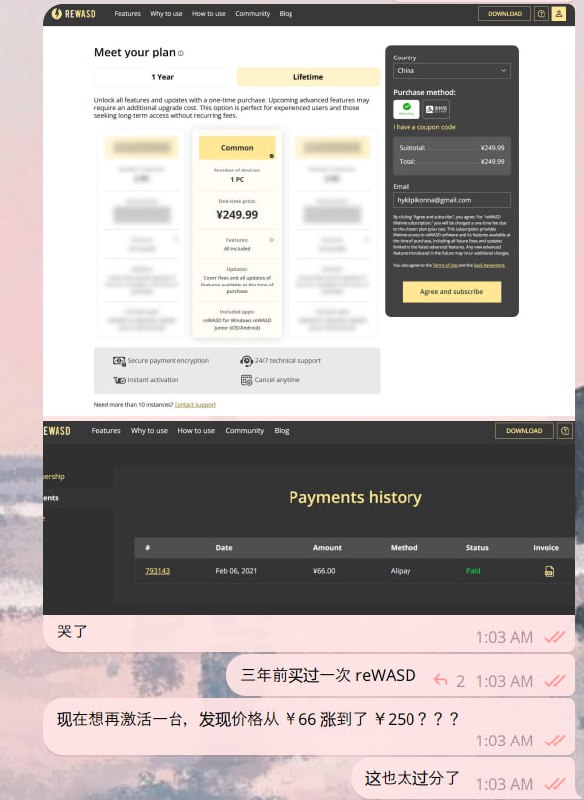 REWASD
Features Why to use How to use Community Blog
DOWNLOAD
Meet your plan
1 Year Lifetime
Unlock all features and updates with a one-time purchase. Upcoming advanced features may
require an additional upgrade cost. This option is perfect for experienced users and those
seeking long-term access without recurring fees.
Common
Number of devices:
1 PC
One-time price:
¥249.99
Features:
All included
Updates:
Cover fixes and all updates of
features available at the time of
purchase
Included apps:
reWASD for Windows reWASD
Junior (iOS/Android)
Country
China
Purchase method:
I have a coupon code
Subtotal: ¥249.99
Total: ¥249.99
Email
hyklpikonna@gmail.com
By clicking "Agree and subscribe", you agree: For "reWASD
lifetime subscription," you will be charged a one-time fee due
to the chosen plan (plus tax). This subscription provides
lifetime access to reWASD software and its features available at
the time of purchase, including all future fixes and updates
limited to the listed advanced features. Any new advanced
features introduced in the future may incur additional charges.
You also agree to the Terms of Use and the SaaS Agreement.
Agree and subscribe
Secure payment encryption
24/7 technical support
Instant activation
Cancel anytime
Need more than 10 instances? Contact support
EWASD
Features Why to use How to use Community Blog
DOWNLOAD
ership
ents
Payments history
# Date Amount Method Status Invoice
793143 Feb 06, 2021 ¥66.00 Alipay Paid
哭了
1:03 AM
三年前买过一次 reWASD
2 1:03 AM
现在想再激活一台，发现价格从 ￥66 涨到了 ￥250？？？
1:03 AM
这也太过分了
1:03 AM